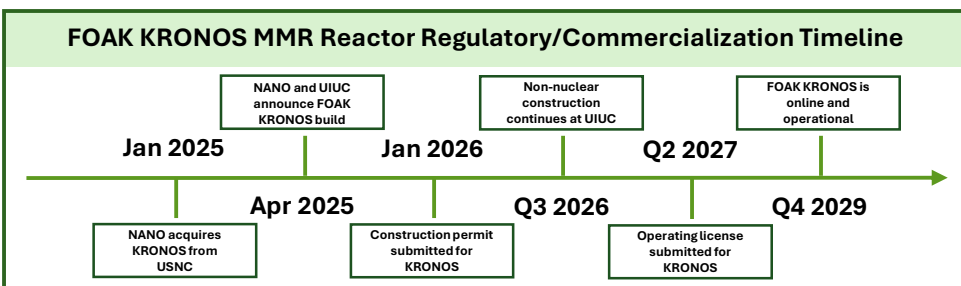 FOAK KRONOS MMR Reactor Regulatory/Commercialization Timeline
NANO and UIUC
announce FOAK
KRONOS build
Non-nuclear
construction
continues at UIUC
FOAK KRONOS is
online and
operational
Jan 2025
Jan 2026
Q2 2027
Apr 2025
Q3 2026
Q4 2029
NANO acquires
KRONOS from
USNC
Construction permit
submitted for
KRONOS
Operating license
submitted for
KRONOS